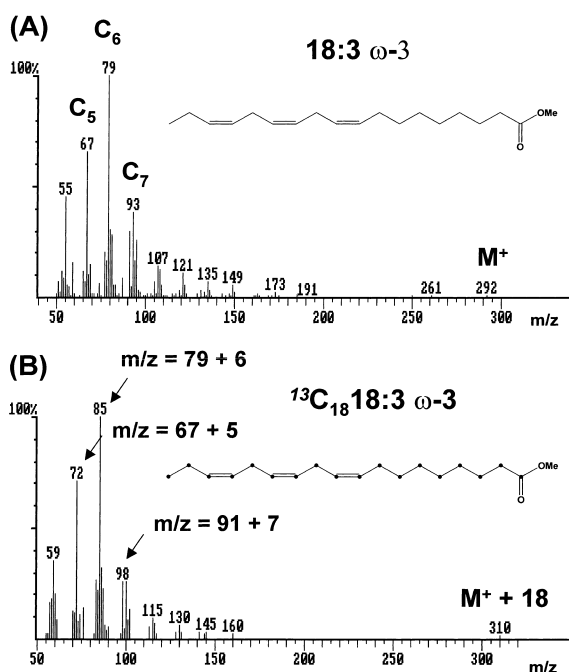 (A)
C6
18:3 ω-3
100%
79
C5
67
C7
93
55
107
121
135
149
173
191
261
292
M+
OMe
O
50 100 150 200 250 300 m/z
(B)
m/z = 79 + 6
13C18 18:3 ω-3
100%
85
m/z = 67 + 5
72
OMe
O
m/z = 91 + 7
59
98
115
130
145
160
M+ + 18
310
50 100 150 200 250 300
m/z